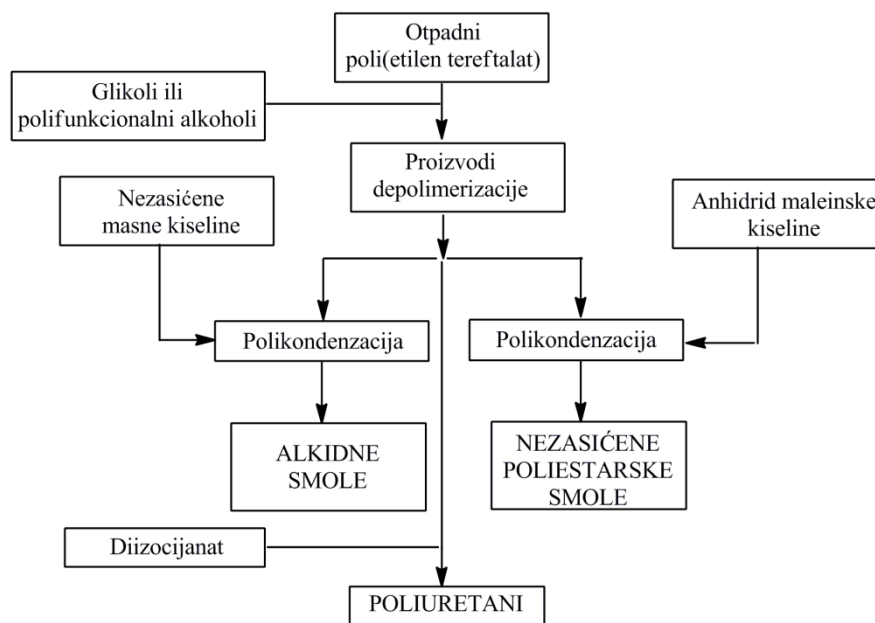 Otpadni
poli(etilen tereftalat)
Glikoli ili
polifunkcionalni alkoholi
Proizvodi
depolimerizacije
Nezasićene
masne kiseline
Anhidrid maleinske
kiseline
Polikondenzacija
Polikondenzacija
ALKIDNE
SMOLE
NEZASIĆENE
POLIESTARSKE
SMOLE
Diizocijanat
POLIURETANI